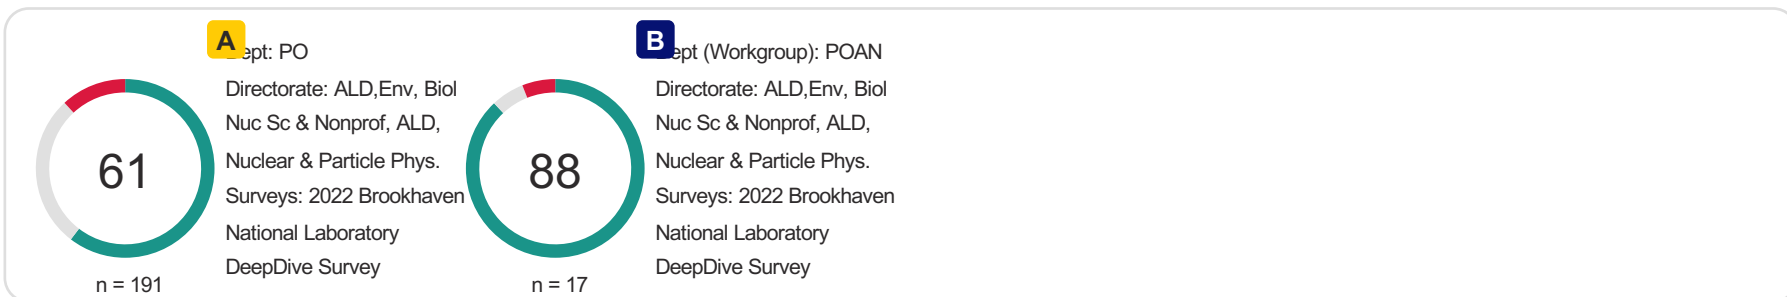 A
ept: PO
Directorate: ALD,Env, Biol
Nuc Sc & Nonprof, ALD,
Nuclear & Particle Phys.
Surveys: 2022 Brookhaven
National Laboratory
DeepDive Survey
61
n = 191
B
ept (Workgroup): POAN
Directorate: ALD,Env, Biol
Nuc Sc & Nonprof, ALD,
Nuclear & Particle Phys.
Surveys: 2022 Brookhaven
National Laboratory
DeepDive Survey
88
n = 17